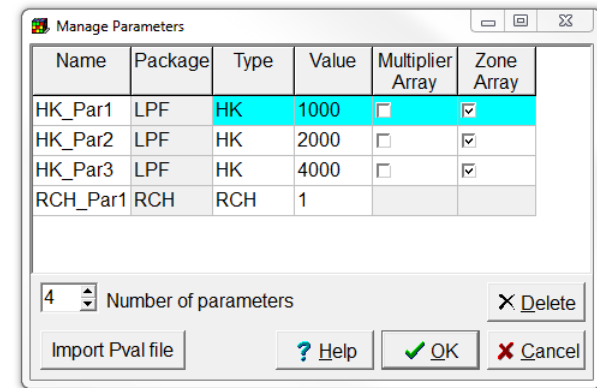 Manage Parameters
Name Package Type Value Multiplier Array Zone Array
HK_Par1 LPF HK 1000
HK_Par2 LPF HK 2000
HK_Par3 LPF HK 4000
RCH_Par1 RCH RCH 1
4 Number of parameters Delete
Import Pval file ? Help OK Cancel